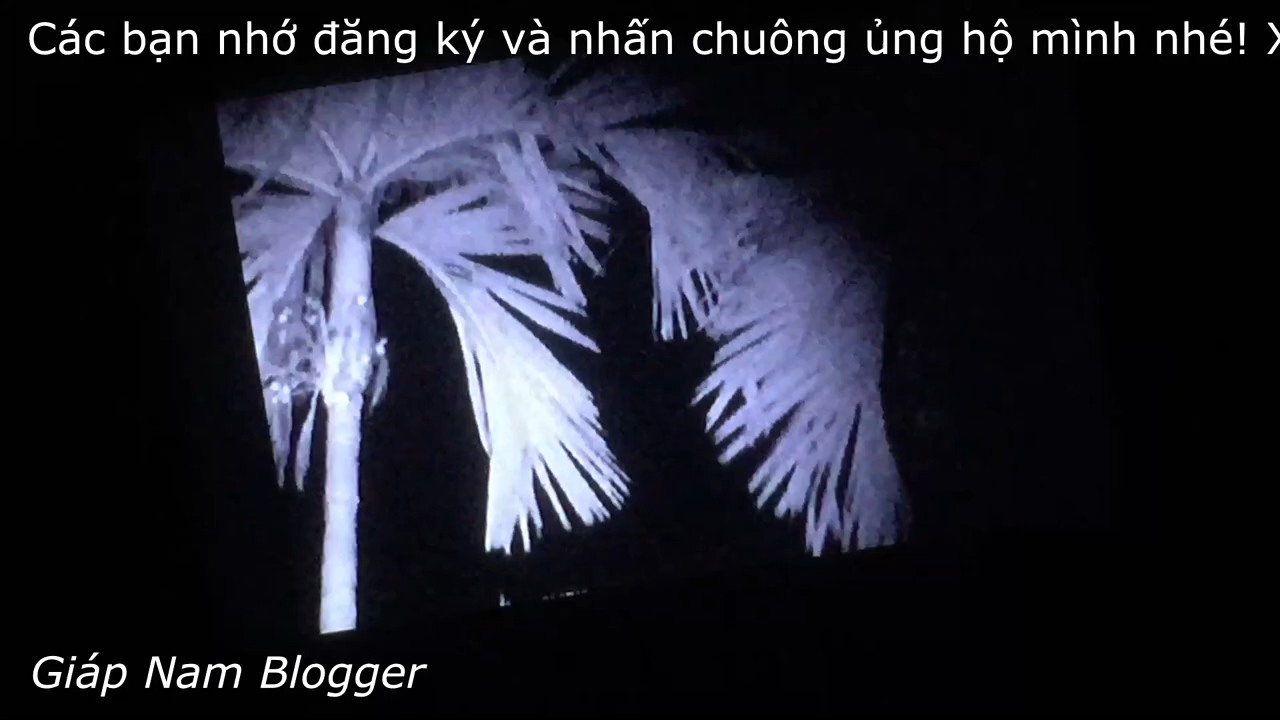 Các bạn nhớ đăng ký và nhấn chuông ủng hộ mình nhé!
Giáp Nam Blogger